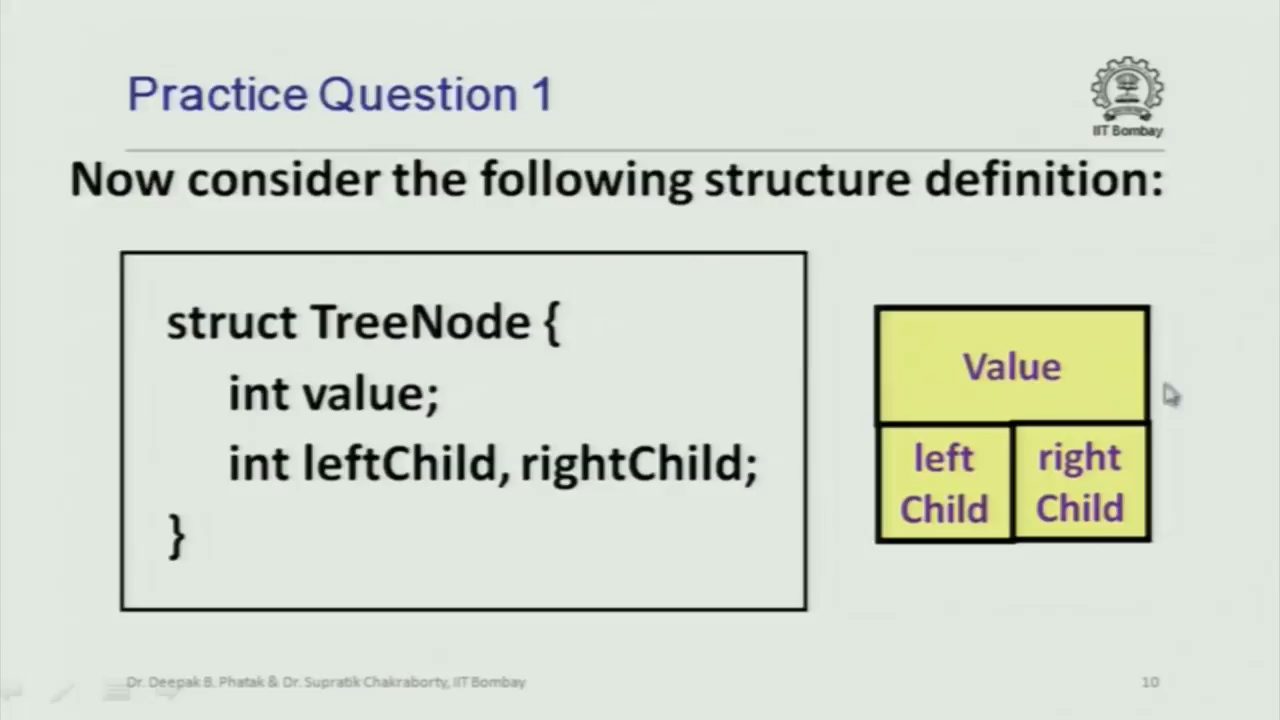 Practice Question 1
IIT Bombay
Now consider the following structure definition:
struct TreeNode {
int value;
int leftChild, rightChild;
}
Value
left
Child
right
Child
Dr. Deepak B. Phatak & Dr. Supratik Chakraborty, IIT Bombay
10